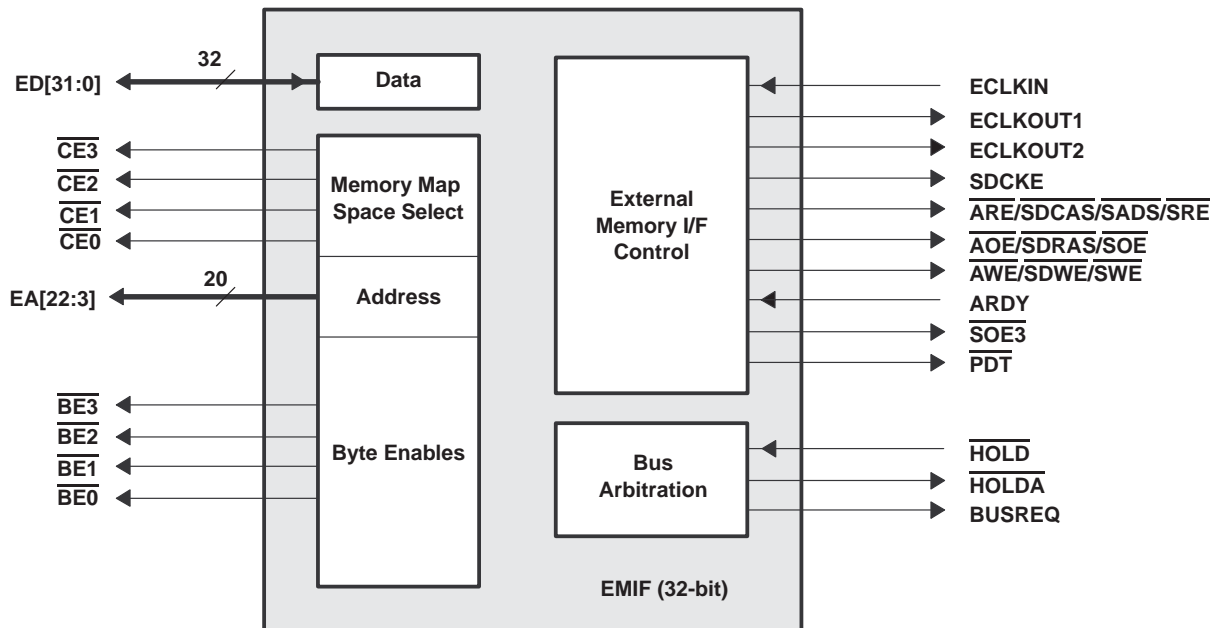 32
ED[31:0]
Data
CE3
CE2
CE1
CE0
Memory Map
Space Select
20
EA[22:3]
Address
BE3
BE2
BE1
BE0
Byte Enables
External
Memory I/F
Control
ECLKIN
ECLKOUT1
ECLKOUT2
SDCKE
ARE/SDCAS/SADS/SRE
AOE/SDRAS/SOE
AWE/SDWE/SWE
ARDY
SOE3
PDT
Bus
Arbitration
HOLD
HOLDA
BUSREQ
EMIF (32-bit)